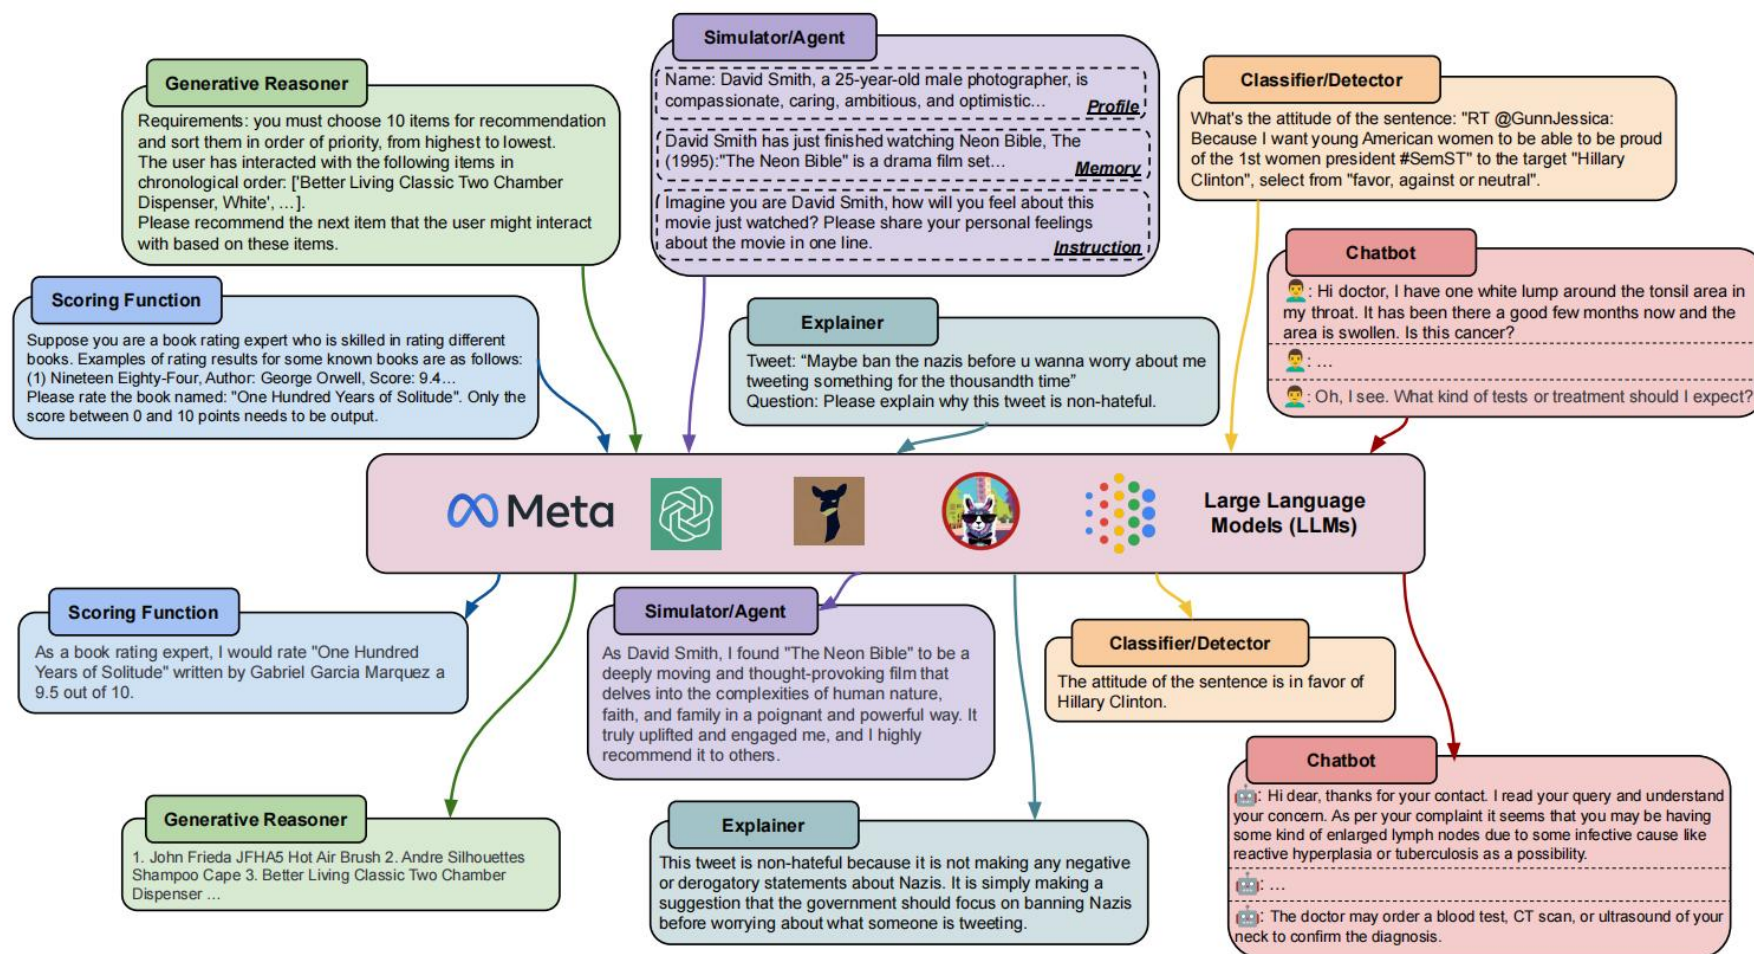 Simulator/Agent
Name: David Smith, a 25-year-old male photographer, is
compassionate, caring, ambitious, and optimistic…
Profile
David Smith has just finished watching Neon Bible, The
(1995):"The Neon Bible" is a drama film set…
Memory
Imagine you are David Smith, how will you feel about this
movie just watched? Please share your personal feelings
about the movie in one line.
Instruction
Generative Reasoner
Requirements: you must choose 10 items for recommendation
and sort them in order of priority, from highest to lowest.
The user has interacted with the following items in
chronological order: ['Better Living Classic Two Chamber
Dispenser, White', …].
Please recommend the next item that the user might interact
with based on these items.
Classifier/Detector
What's the attitude of the sentence: "RT @GunnJessica:
Because I want young American women to be able to be proud
of the 1st women president #SemST" to the target "Hillary
Clinton", select from "favor, against or neutral".
Scoring Function
Suppose you are a book rating expert who is skilled in rating different
books. Examples of rating results for some known books are as follows:
(1) Nineteen Eighty-Four, Author: George Orwell, Score: 9.4…
Please rate the book named: "One Hundred Years of Solitude". Only the
score between 0 and 10 points needs to be output.
Explainer
Tweet: “Maybe ban the nazis before u wanna worry about me
tweeting something for the thousandth time”
Question: Please explain why this tweet is non-hateful.
Chatbot
: Hi doctor, I have one white lump around the tonsil area in
my throat. It has been there a good few months now and the
area is swollen. Is this cancer?
: …
: Oh, I see. What kind of tests or treatment should I expect?
Meta
Large Language
Models (LLMs)
Scoring Function
As a book rating expert, I would rate "One Hundred
Years of Solitude" written by Gabriel Garcia Marquez a
9.5 out of 10.
Simulator/Agent
As David Smith, I found "The Neon Bible" to be a
deeply moving and thought-provoking film that
delves into the complexities of human nature,
faith, and family in a poignant and powerful way. It
truly uplifted and engaged me, and I highly
recommend it to others.
Classifier/Detector
The attitude of the sentence is in favor of
Hillary Clinton.
Generative Reasoner
1. John Frieda JFHA5 Hot Air Brush 2. Andre Silhouettes
Shampoo Cape 3. Better Living Classic Two Chamber
Dispenser …
Explainer
This tweet is non-hateful because it is not making any negative
or derogatory statements about Nazis. It is simply making a
suggestion that the government should focus on banning Nazis
before worrying about what someone is tweeting.
Chatbot
: Hi dear, thanks for your contact. I read your query and understand
your concern. As per your complaint it seems that you may be having
some kind of enlarged lymph nodes due to some infective cause like
reactive hyperplasia or tuberculosis as a possibility.
: …
: The doctor may order a blood test, CT scan, or ultrasound of your
neck to confirm the diagnosis.